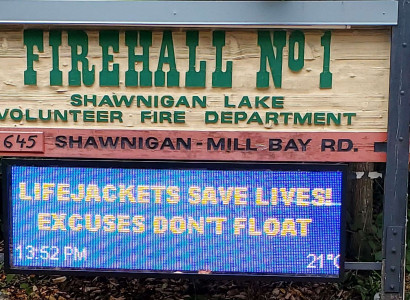 FIREHALL No1
SHAWNIGAN LAKE
VOLUNTEER FIRE DEPARTMENT
645 SHAWNIGAN - MILL BAY RD.
LIFEJACKETS SAVE LIVES!
EXCUSES DON'T FLOAT
13:52 PM 21°C